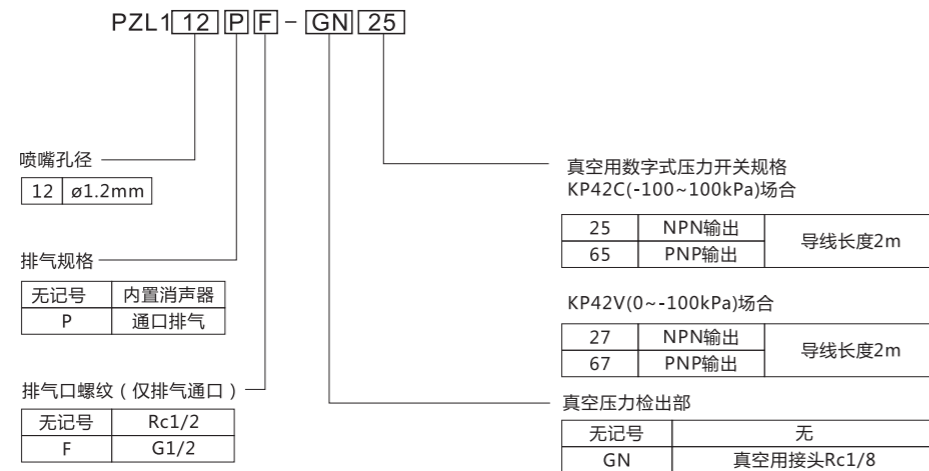 PZL1 12 P F - GN 25
喷嘴孔径
12 ø1.2mm
排气规格
无记号 内置消声器
P 通口排气
排气口螺纹（仅排气通口）
无记号 Rc1/2
F G1/2
真空用数字式压力开关规格
KP42C(-100~100kPa)场合
25 NPN输出 导线长度2m
65 PNP输出
KP42V(0~-100kPa)场合
27 NPN输出 导线长度2m
67 PNP输出
真空压力检出部
无记号 无
GN 真空用接头Rc1/8